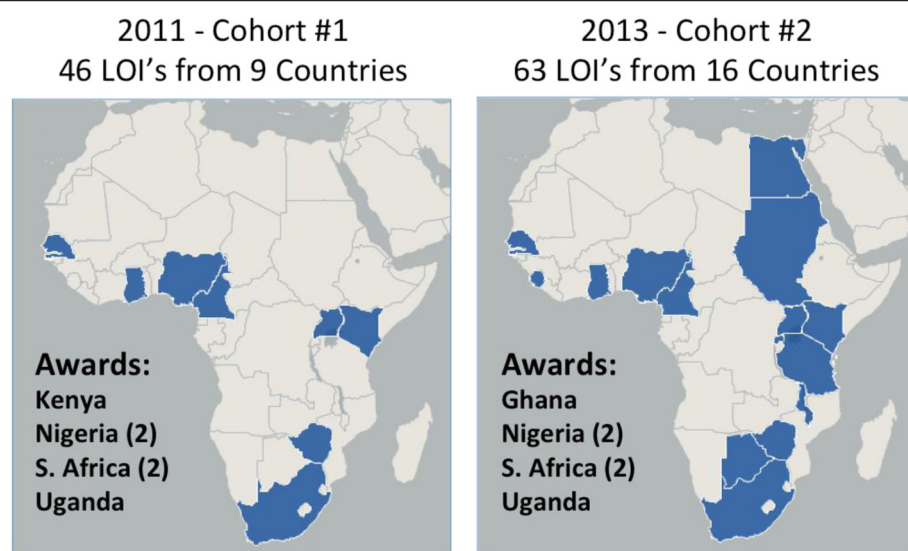 2011 - Cohort #1
46 LOI's from 9 Countries
Awards:
Kenya
Nigeria (2)
S. Africa (2)
Uganda
2013 - Cohort #2
63 LOI's from 16 Countries
Awards:
Ghana
Nigeria (2)
S. Africa (2)
Uganda